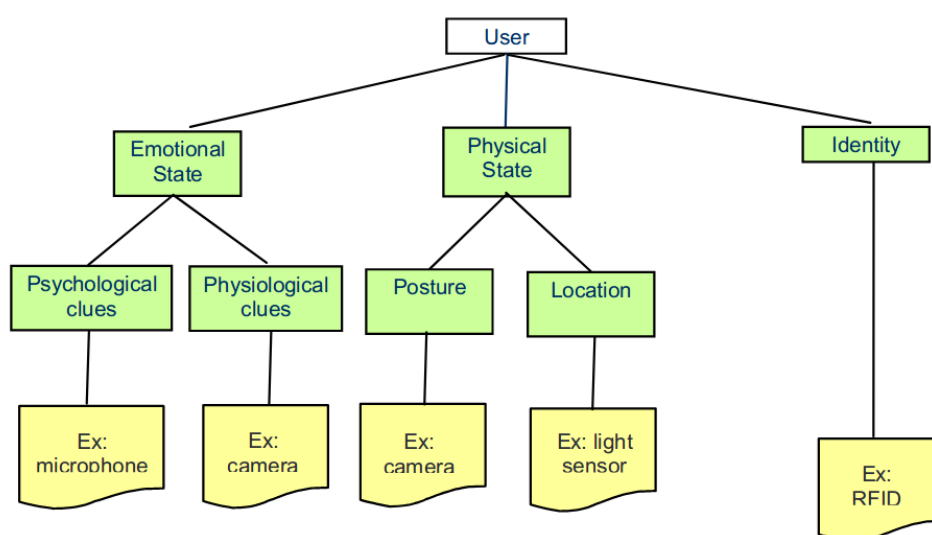 User
Emotional
State
Physical
State
Identity
Psychological
clues
Physiological
clues
Posture
Location
Ex:
microphone
Ex:
camera
Ex:
camera
Ex: light
sensor
Ex:
RFID